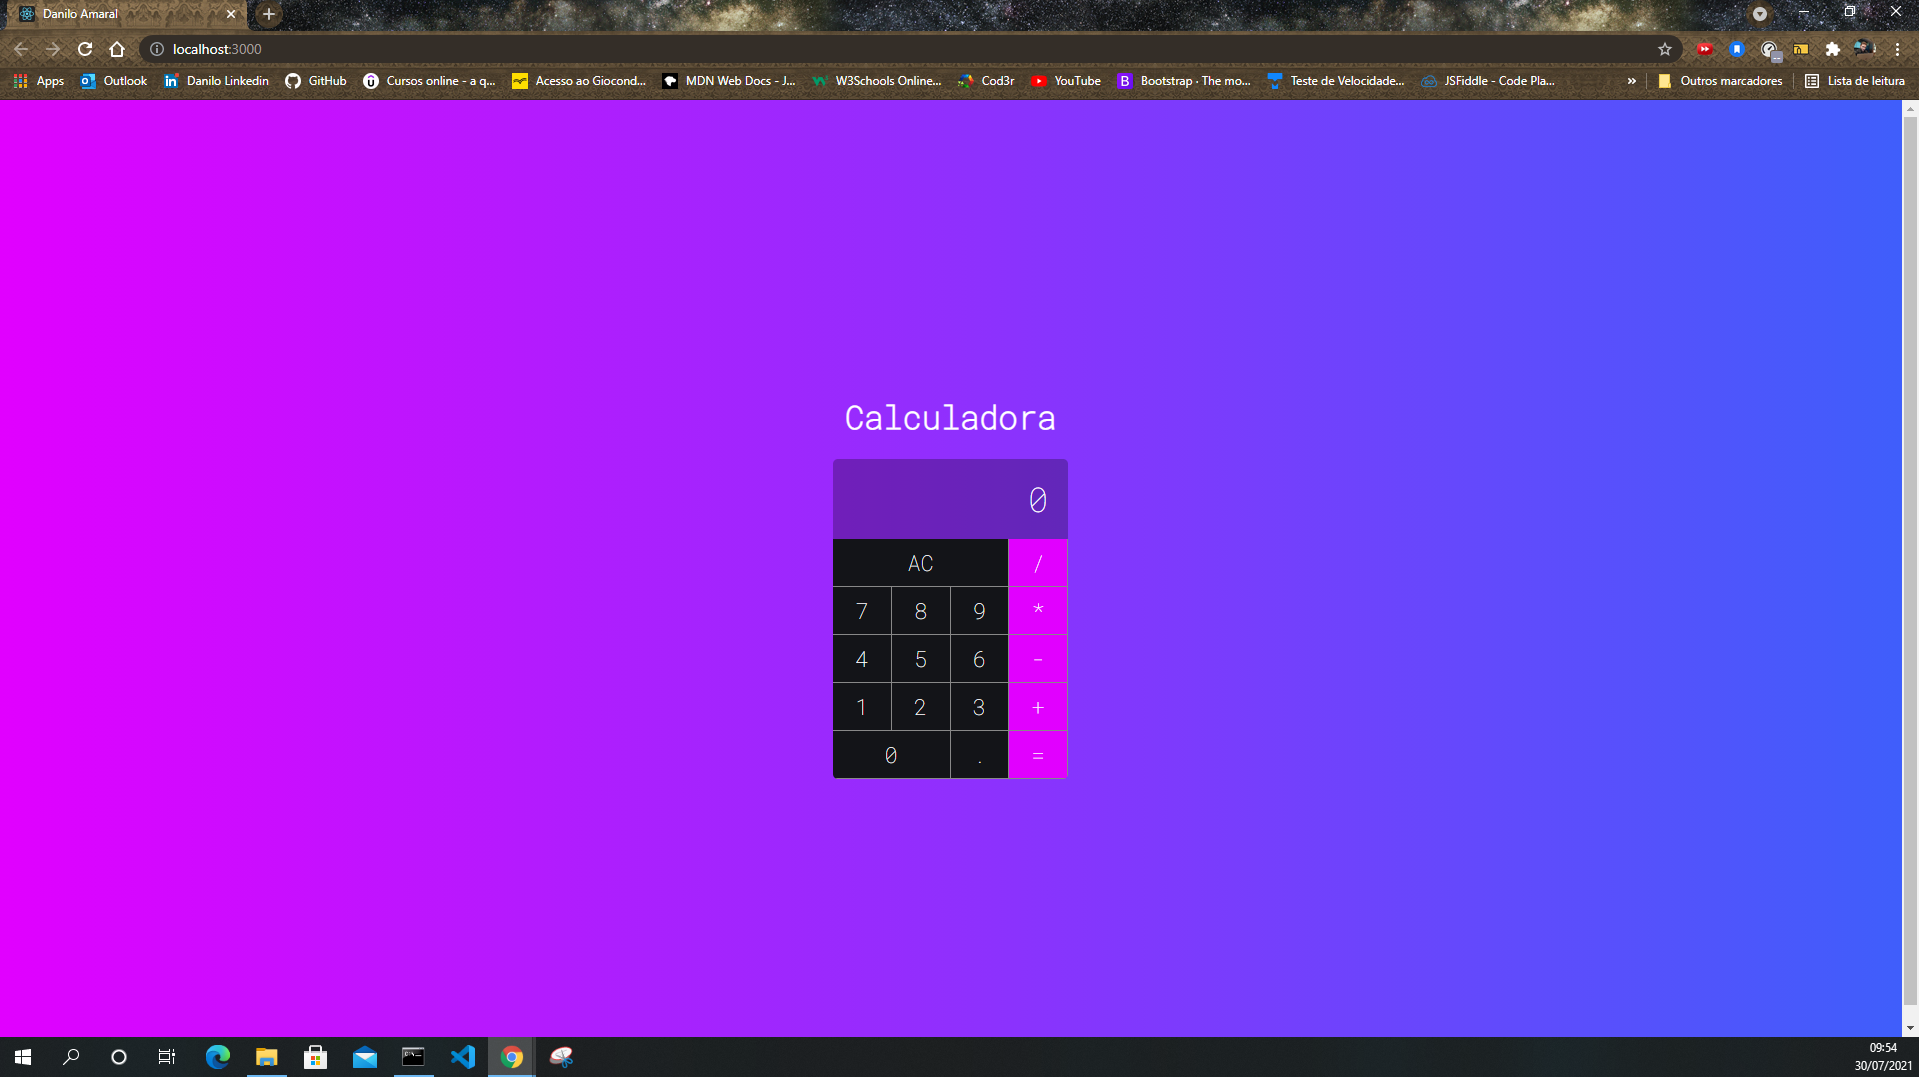 Danilo Amaral
localhost:3000
Apps Outlook Danilo Linkedin GitHub Cursos online - a q... Acesso ao Giocond... MDN Web Docs - J... W3Schools Online... Cod3r YouTube Bootstrap · The mo... Teste de Velocidade... JSFiddle - Code Pla... » Outros marcadores Lista de leitura
Calculadora
0
AC /
7 8 9 *
4 5 6 -
1 2 3 +
0 . =
09:54
30/07/2021